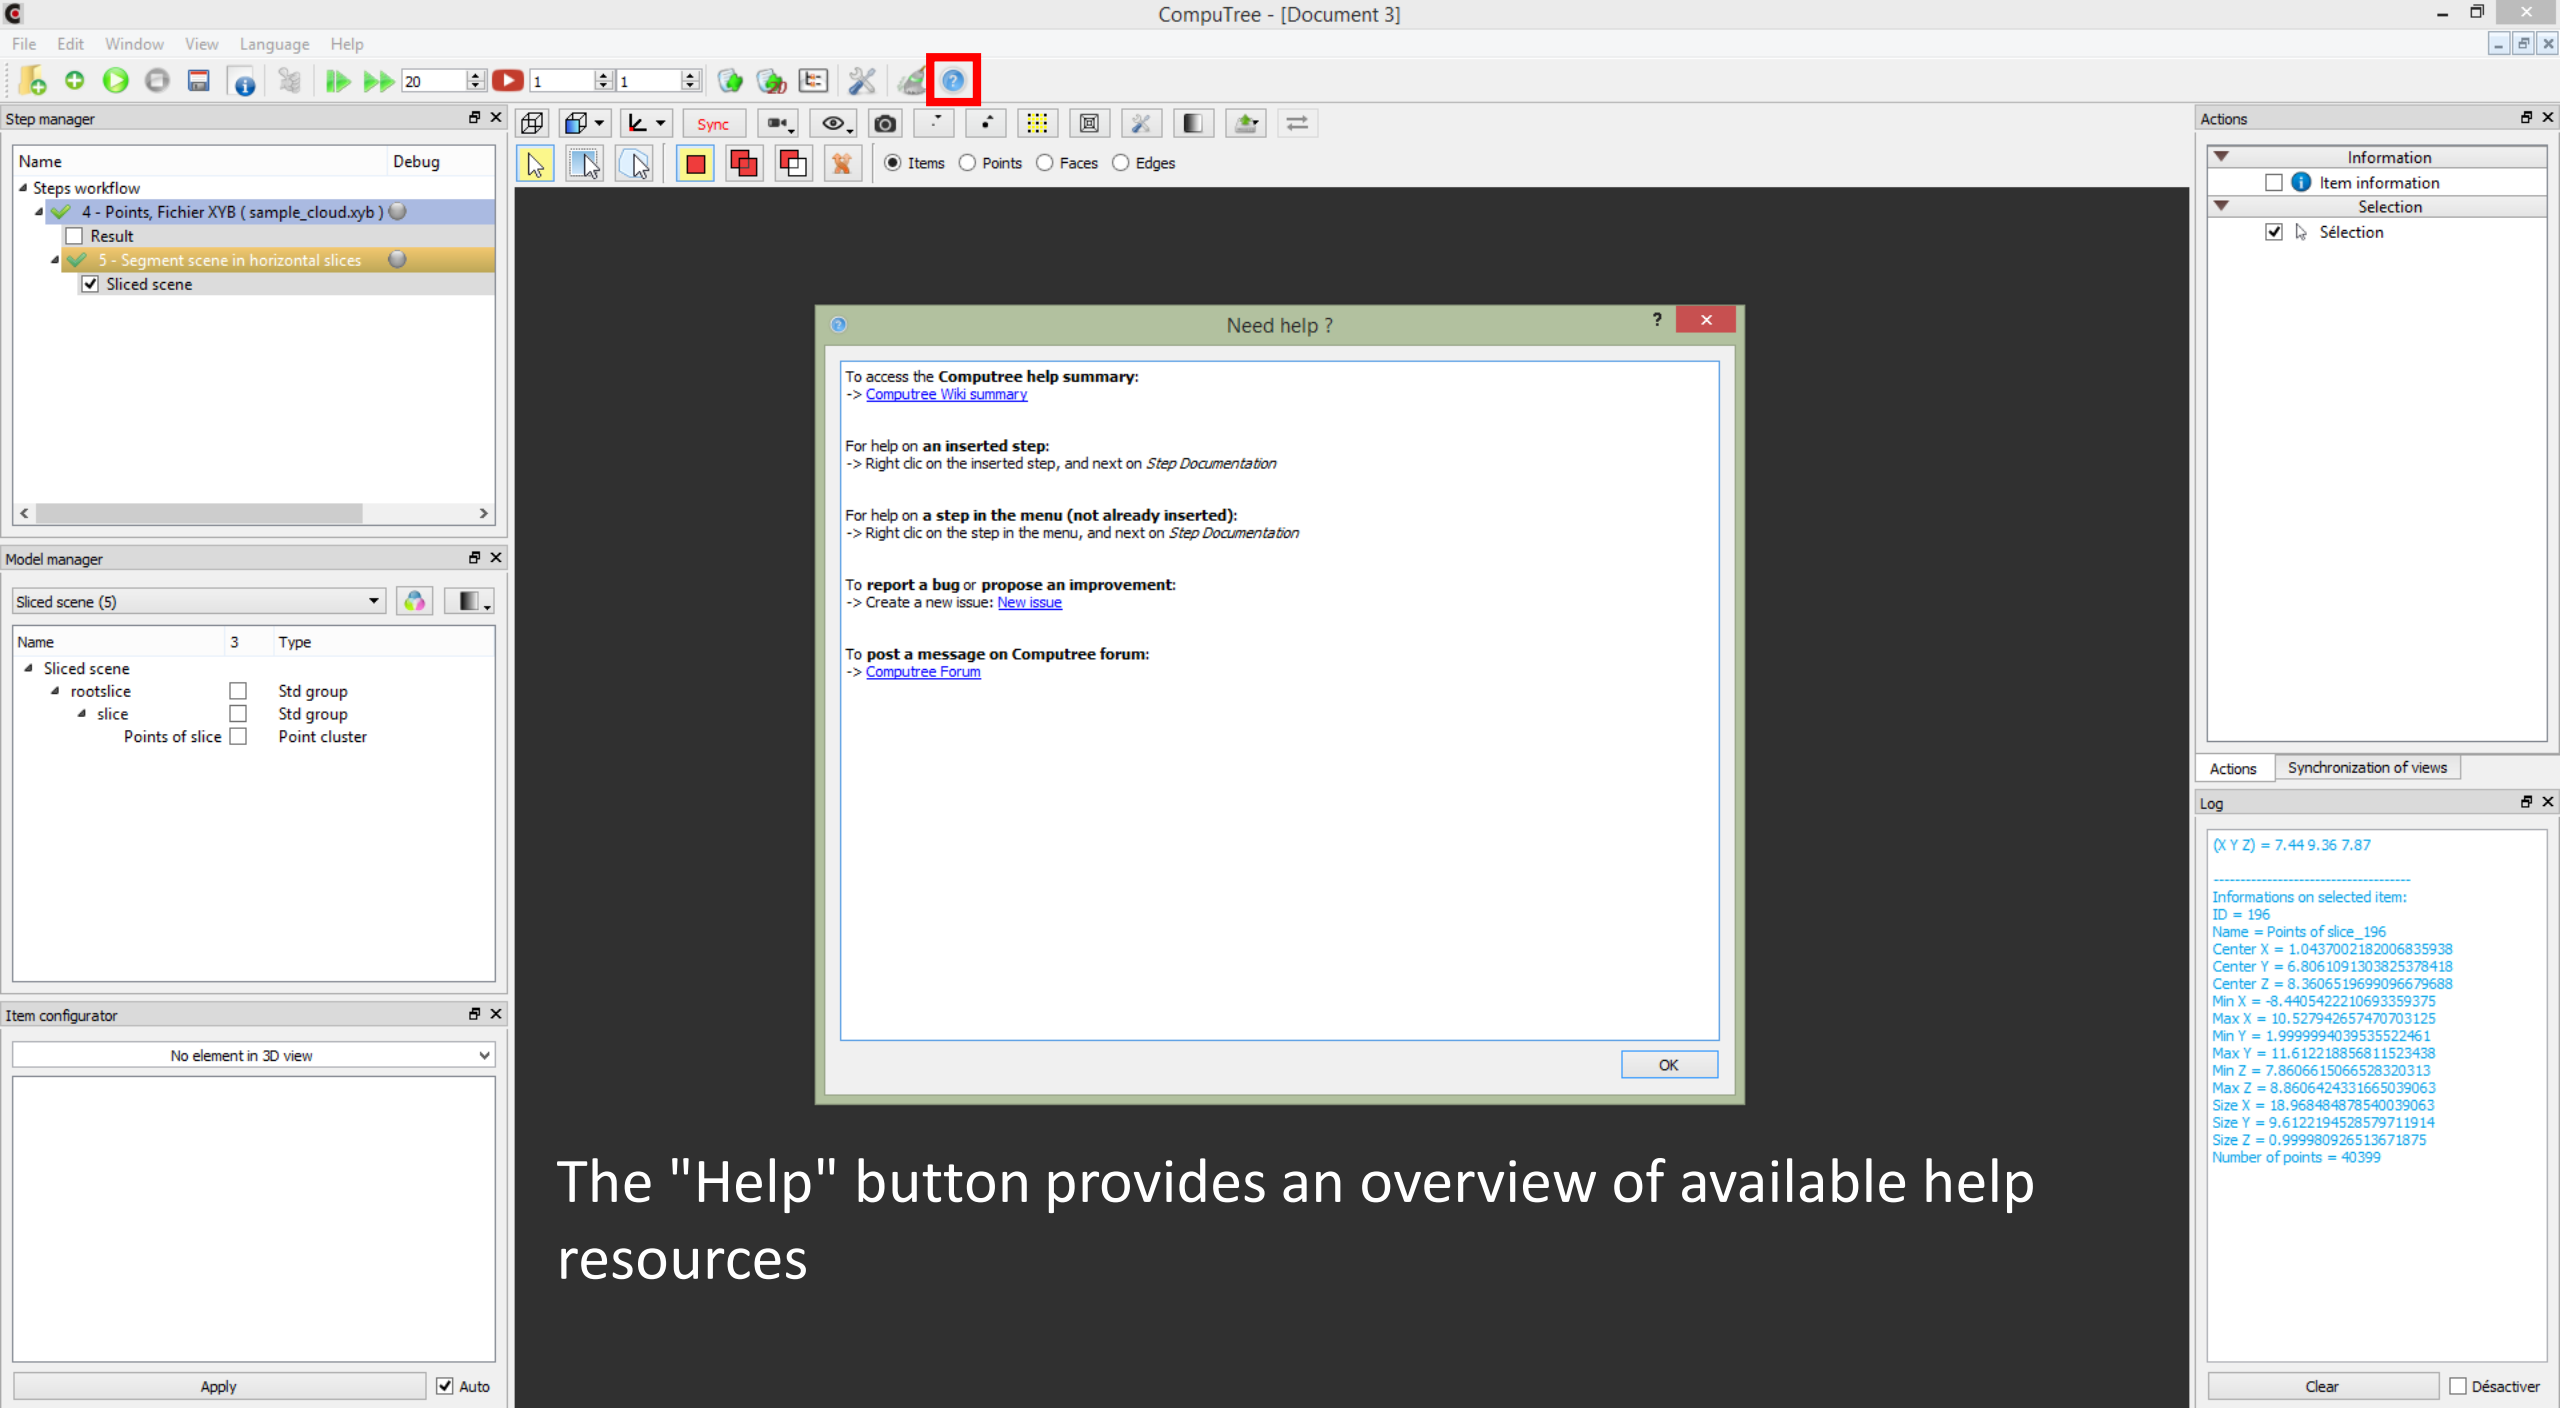 CompuTree - [Document 3]
File Edit Window View Language Help
20 1 1
Step manager
Name Debug
Steps workflow
4 - Points, Fichier XYB ( sample_cloud.xyb )
Result
5 - Segment scene in horizontal slices
Sliced scene
Model manager
Sliced scene (5)
Name 3 Type
Sliced scene
rootslice Std group
slice Std group
Points of slice Point cluster
Item configurator
No element in 3D view
Apply Auto
Sync
Items Points Faces Edges
Need help ?
To access the Computree help summary:
-> Computree Wiki summary
For help on an inserted step:
-> Right clic on the inserted step, and next on Step Documentation
For help on a step in the menu (not already inserted):
-> Right clic on the step in the menu, and next on Step Documentation
To report a bug or propose an improvement:
-> Create a new issue: New issue
To post a message on Computree forum:
-> Computree Forum
OK
The "Help" button provides an overview of available help
resources
Actions
Information
Item information
Selection
Sélection
Actions Synchronization of views
Log
(X Y Z) = 7.44 9.36 7.87
-------------------------------------
Informations on selected item:
ID = 196
Name = Points of slice_196
Center X = 1.0437002182006835938
Center Y = 6.8061091303825378418
Center Z = 8.3606519699096679688
Min X = -8.4405422210693359375
Max X = 10.527942657470703125
Min Y = 1.9999994039535522461
Max Y = 11.612218856811523438
Min Z = 7.8606615066528320313
Max Z = 8.8606424331665039063
Size X = 18.968484878540039063
Size Y = 9.6122194528579711914
Size Z = 0.999980926513671875
Number of points = 40399
Clear Désactiver